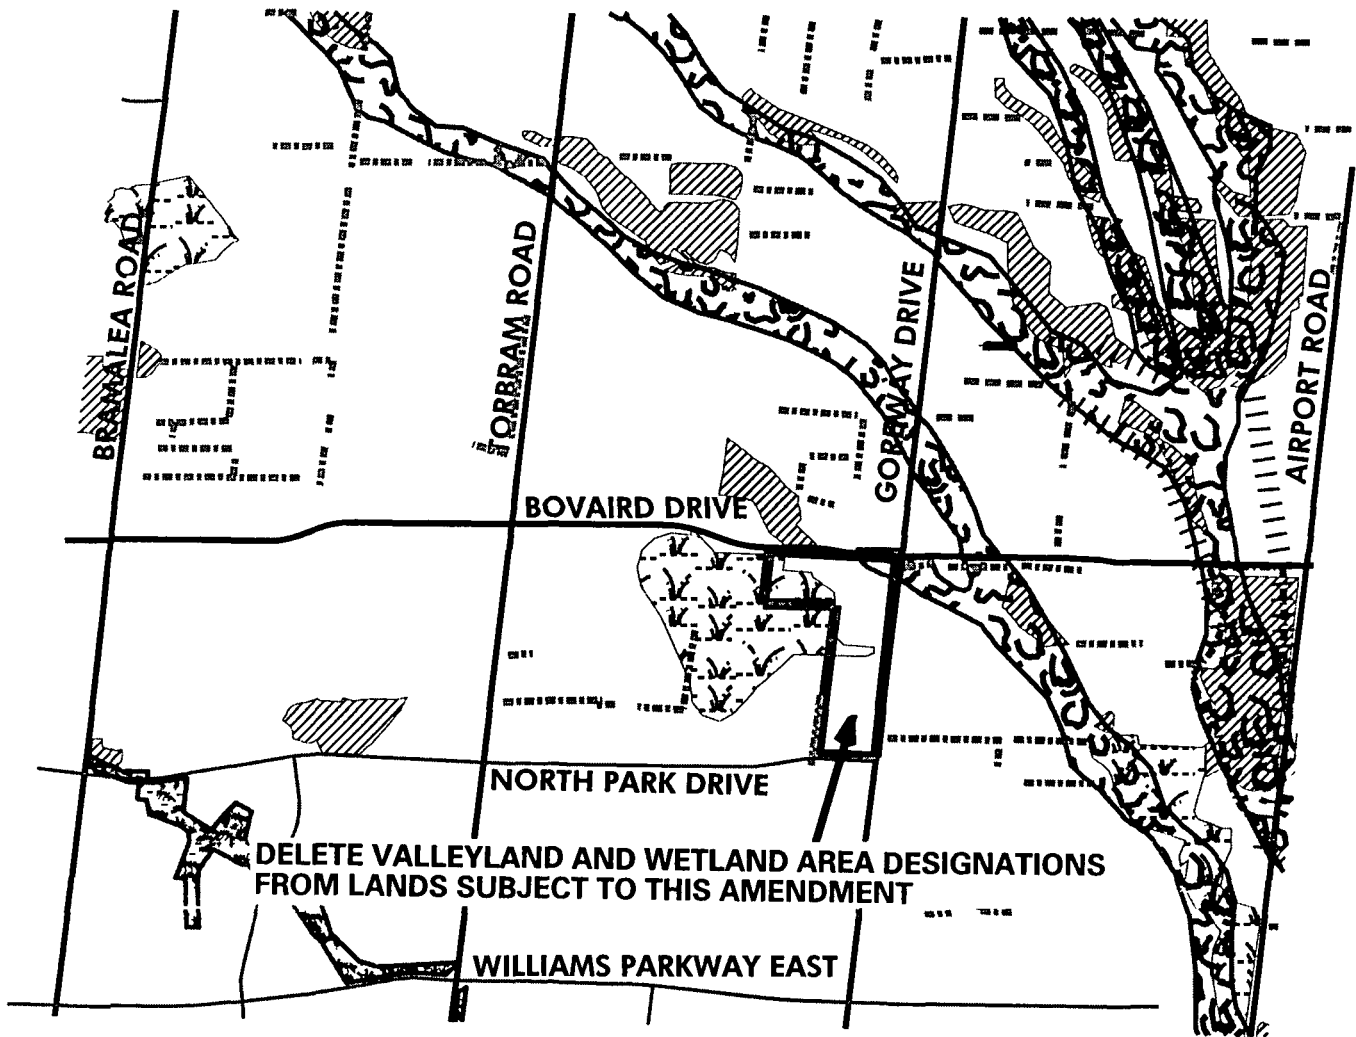 BRAMALEA ROAD
TORBRAM ROAD
GOREWAY DRIVE
AIRPORT ROAD
BOVAIRD DRIVE
NORTH PARK DRIVE
DELETE VALLEYLAND AND WETLAND AREA DESIGNATIONS
FROM LANDS SUBJECT TO THIS AMENDMENT
WILLIAMS PARKWAY EAST